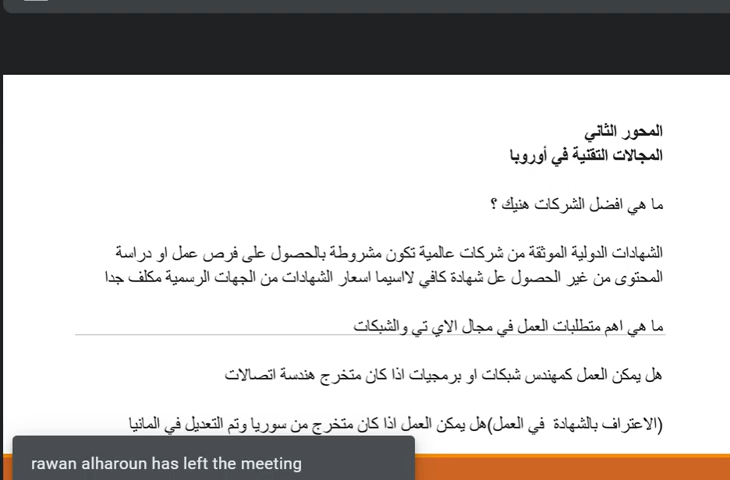 المحور الثاني
المجالات التقنية في أوروبا
ما هي افضل الشركات هنيك ؟
الشهادات الدولية الموثقة من شركات عالمية تكون مشروطة بالحصول على فرص عمل او دراسة
المحتوى من غير الحصول عل شهادة كافي لااسيما اسعار الشهادات من الجهات الرسمية مكلف جدا
ما هي اهم متطلبات العمل في مجال الاي تي والشبكات
هل يمكن العمل كمهندس شبكات او برمجيات اذا كان متخرج هندسة اتصالات
(الاعتراف بالشهادة في العمل)هل يمكن العمل اذا كان متخرج من سوريا وتم التعديل في المانيا
rawan alharoun has left the meeting